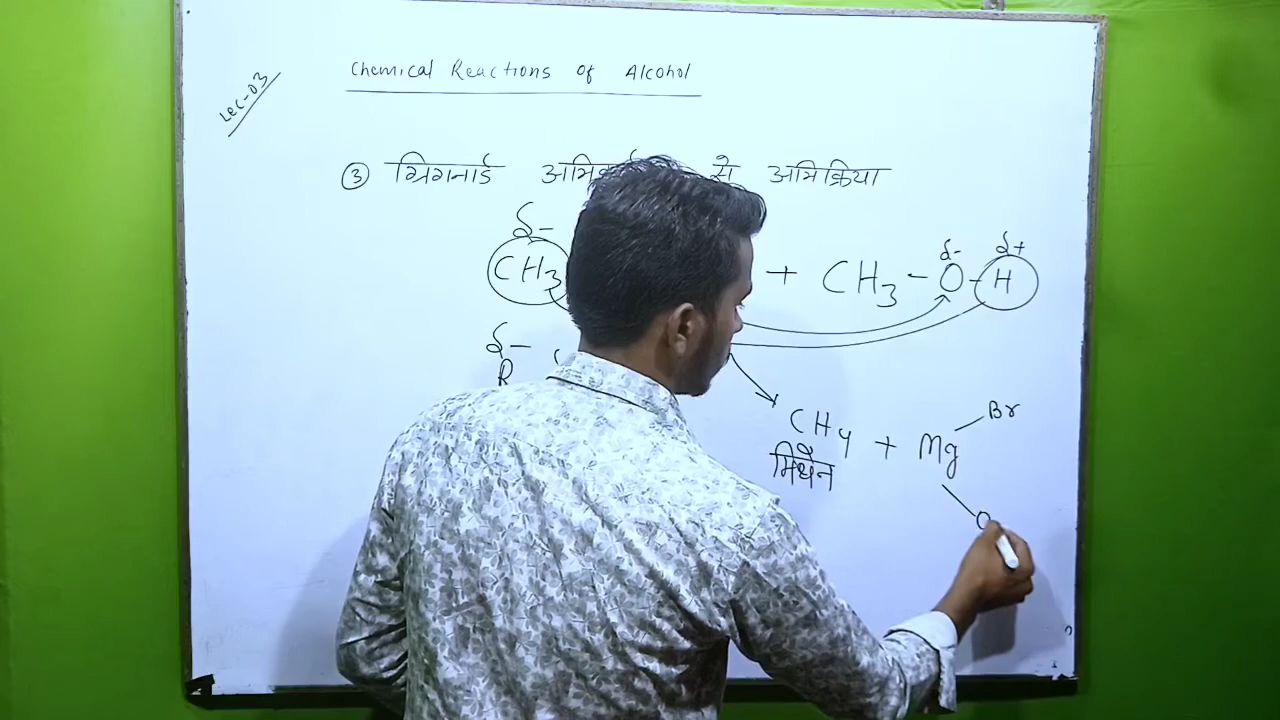 Chemical Reactions of Alcohol
Lec-03
③ ग्रिगनार्ड से अभिक्रिया
δ- δ- δ+
CH3 + CH3 - O - H
δ-
R
CH4 + Mg Br
मिथेन
O